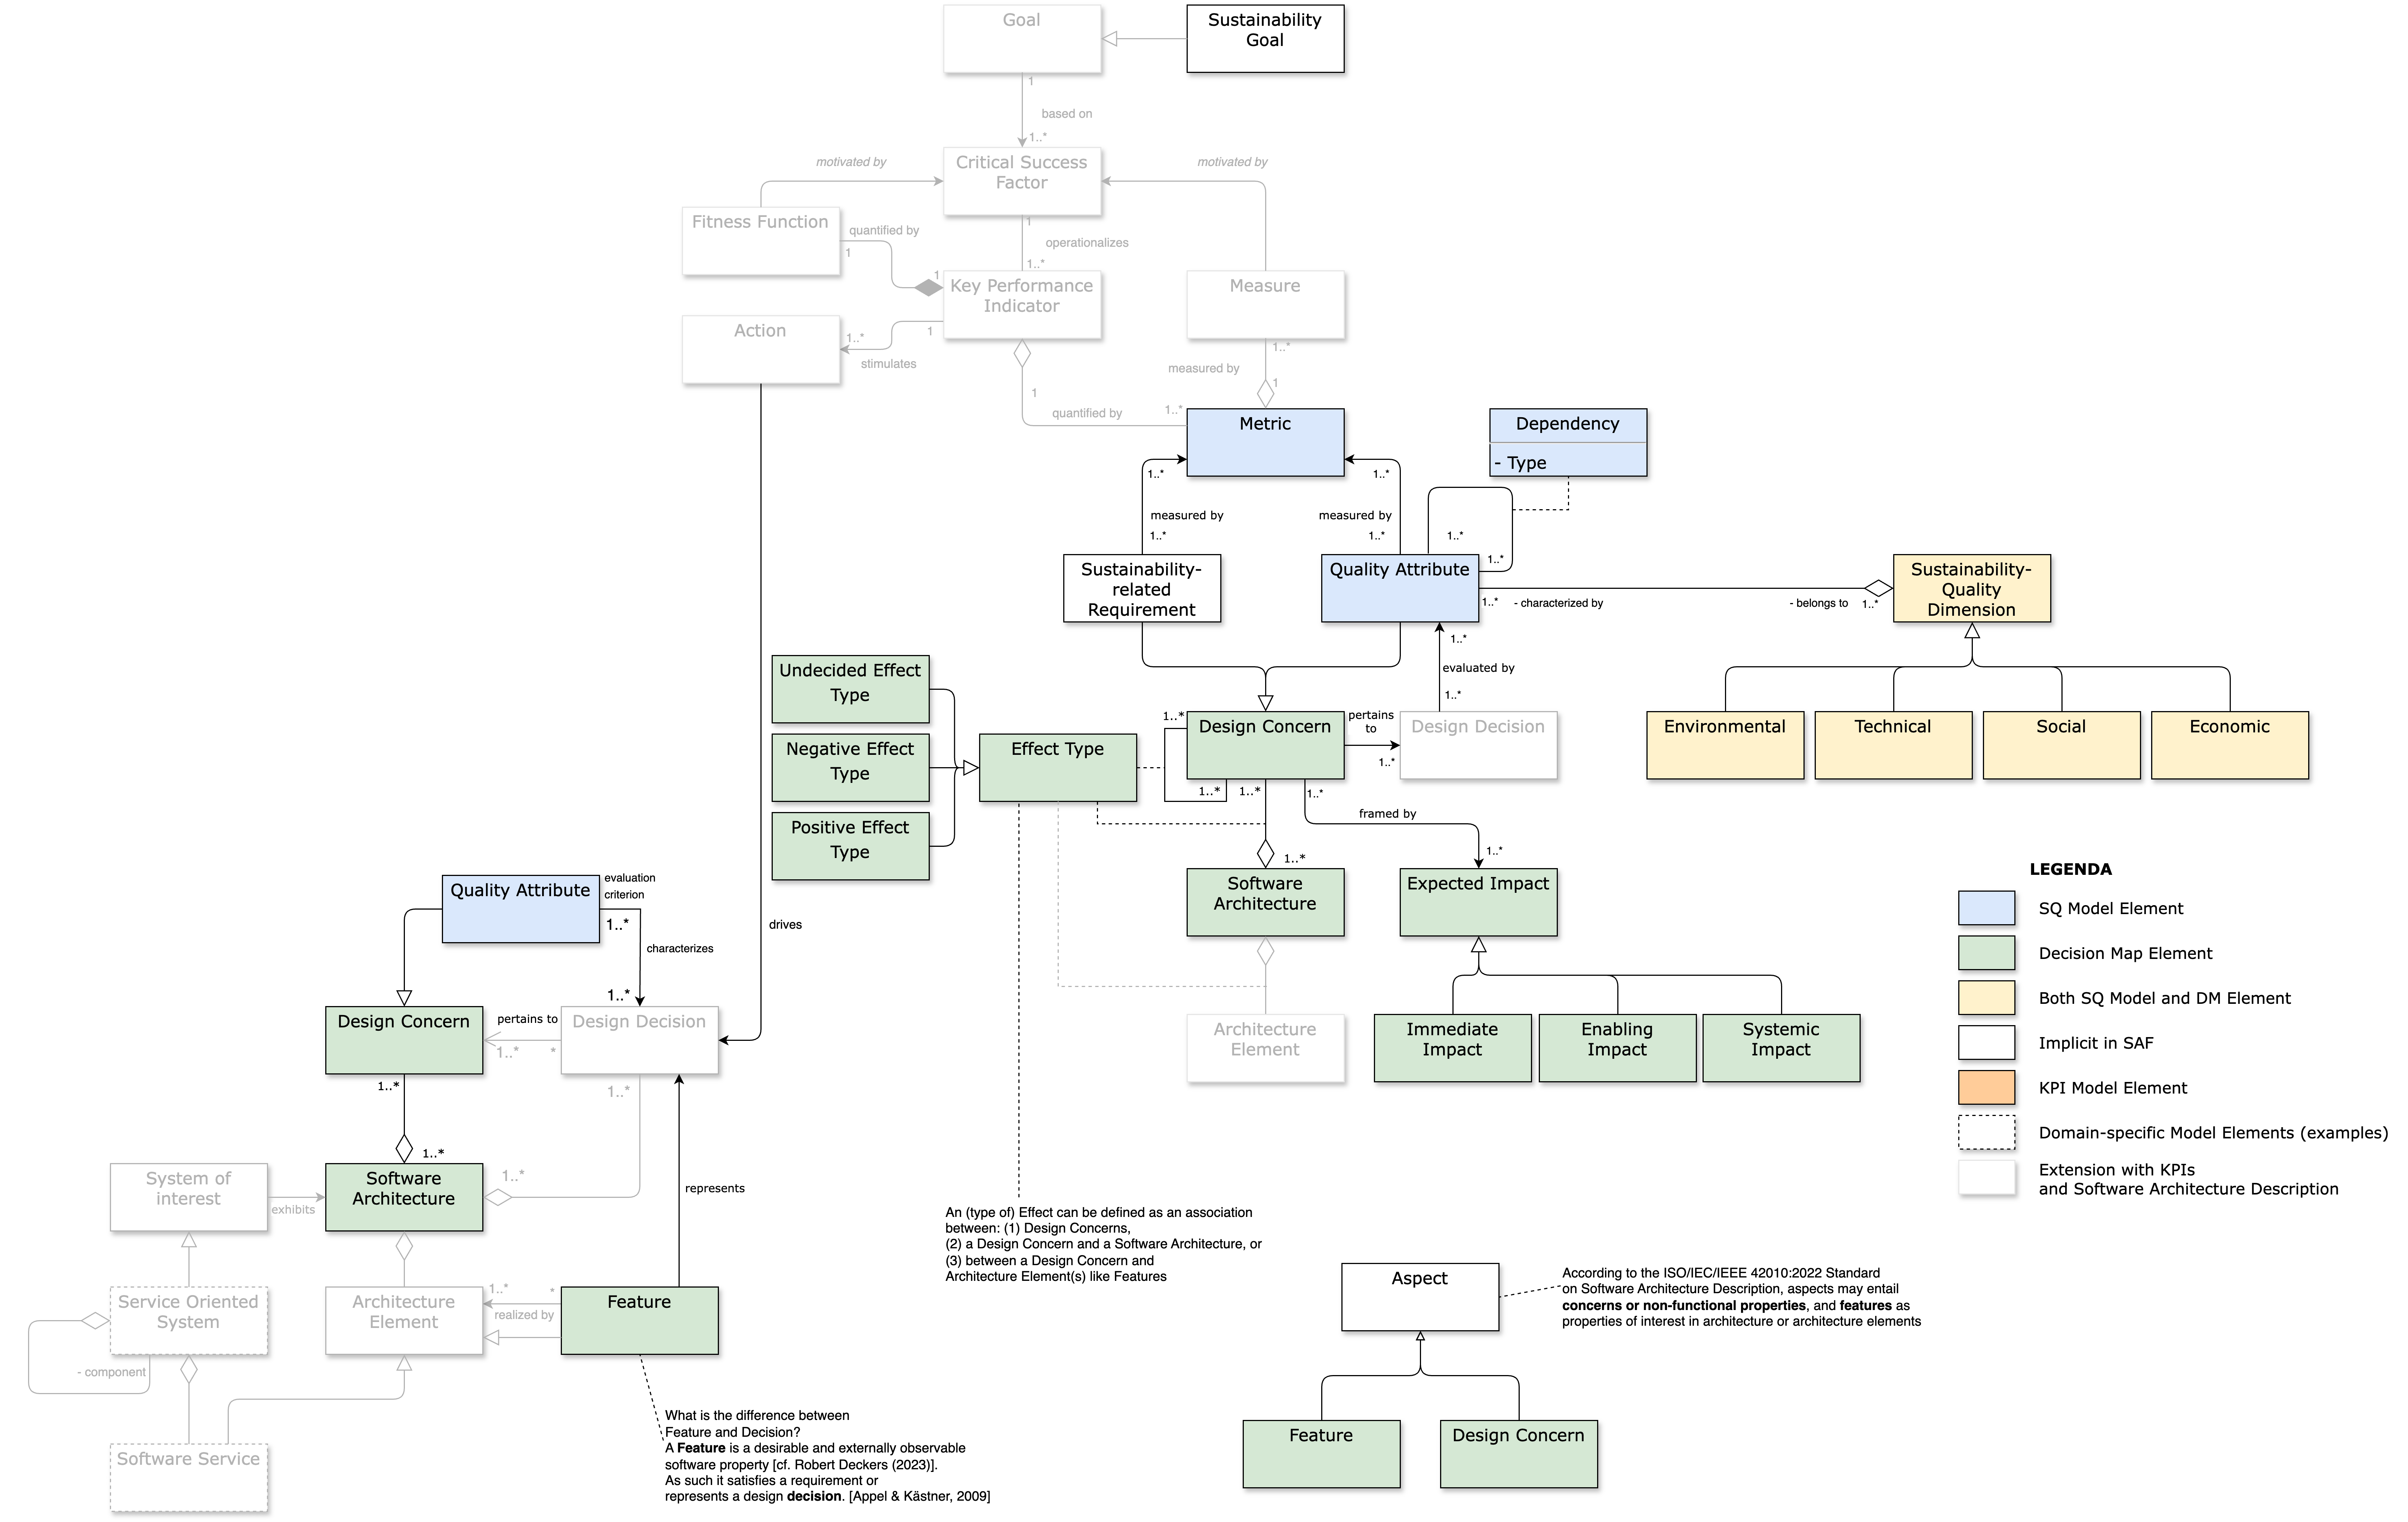 Goal
Sustainability
Goal
1
based on
1..*
motivated by
Critical Success
Factor
motivated by
Fitness Function
quantified by
1
1
operationalizes
1..*
1
Key Performance
Indicator
Measure
Action
1..*
1
stimulates
1..*
measured by
1
1
quantified by
1..*
Metric
Dependency
- Type
1..*
1..*
measured by
measured by
1..*
1..*
1..*
1..*
Sustainability-
related
Requirement
Quality Attribute
1..*
- characterized by
- belongs to
1..*
Sustainability-
Quality
Dimension
1..*
evaluated by
1..*
Undecided Effect
Type
Negative Effect
Type
Positive Effect
Type
Effect Type
1..*
Design Concern
pertains
to
1..*
Design Decision
Environmental
Technical
Social
Economic
1..*
1..*
1..*
framed by
1..*
1..*
Software
Architecture
Expected Impact
Architecture
Element
Immediate
Impact
Enabling
Impact
Systemic
Impact
LEGENDA
SQ Model Element
Decision Map Element
Both SQ Model and DM Element
Implicit in SAF
KPI Model Element
Domain-specific Model Elements (examples)
Extension with KPIs
and Software Architecture Description
Quality Attribute
evaluation
criterion
1..*
characterizes
1..*
drives
Design Concern
pertains to
1..*
*
Design Decision
1..*
1..*
1..*
System of
interest
exhibits
Software
Architecture
1..*
represents
Service Oriented
System
- component
Architecture
Element
1..*
*
realized by
Feature
Software Service
An (type of) Effect can be defined as an association
between: (1) Design Concerns,
(2) a Design Concern and a Software Architecture, or
(3) between a Design Concern and
Architecture Element(s) like Features
What is the difference between
Feature and Decision?
A Feature is a desirable and externally observable
software property [cf. Robert Deckers (2023)].
As such it satisfies a requirement or
represents a design decision. [Appel & Kästner, 2009]
Aspect
According to the ISO/IEC/IEEE 42010:2022 Standard
on Software Architecture Description, aspects may entail
concerns or non-functional properties, and features as
properties of interest in architecture or architecture elements
Feature
Design Concern